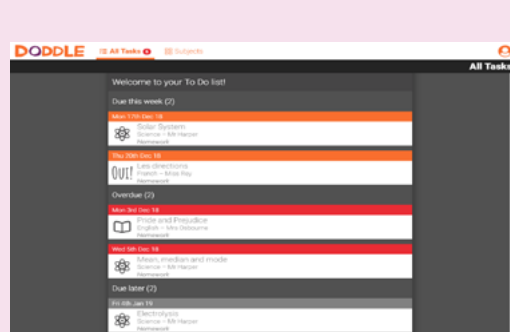 DODDLE
All Tasks
Subjects
All Tasks
Welcome to your To Do list!
Due this week (2)
Mon 17th Dec 18
Solar System
Science - Mr Harper
Homework
Thu 20th Dec 18
OUI!
Les directions
French - Miss Ray
Homework
Overdue (2)
Mon 3rd Dec 18
Pride and Prejudice
English - Mrs Osbourne
Homework
Wed 5th Dec 18
Mean, median and mode
Science - Mr Harper
Homework
Due later (2)
Fri 4th Jan 19
Electrolysis
Science - Mr Harper
Homework